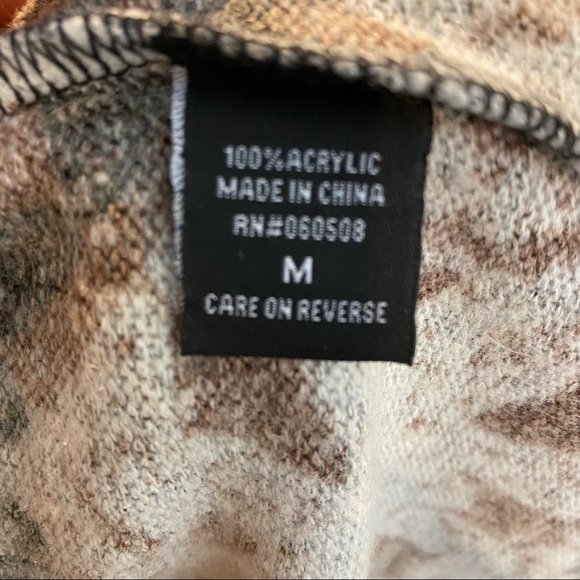 100% ACRYLIC
MADE IN CHINA
RN#060508
M
CARE ON REVERSE